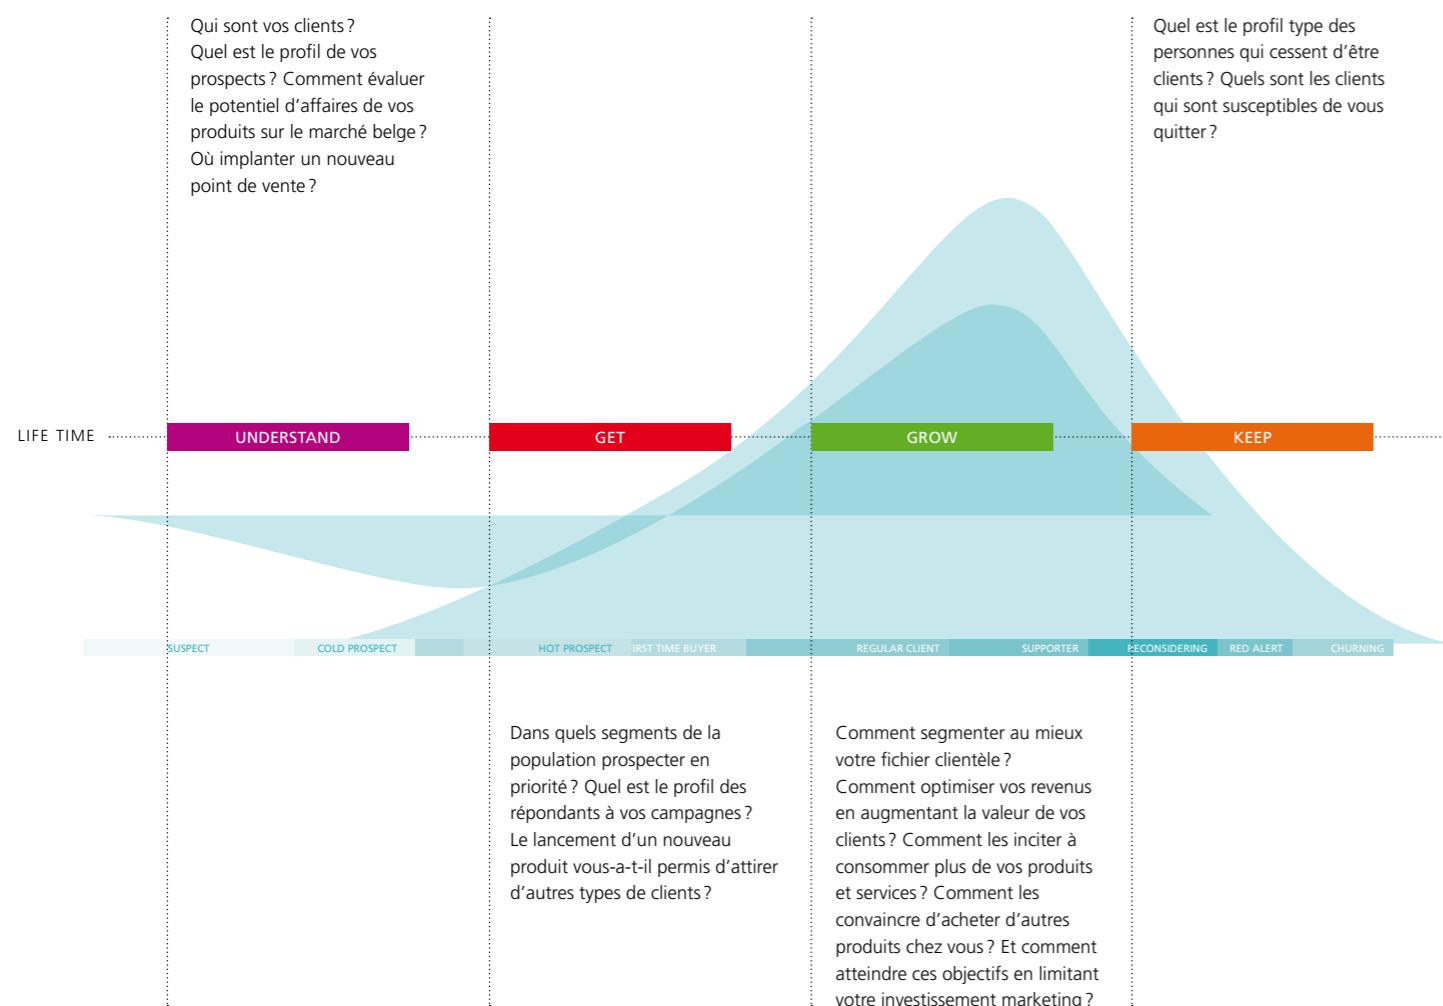 Qui sont vos clients ?
Quel est le profil de vos
prospects ? Comment évaluer
le potentiel d’affaires de vos
produits sur le marché belge ?
Où implanter un nouveau
point de vente ?
Quel est le profil type des
personnes qui cessent d’être
clients ? Quels sont les clients
qui sont susceptibles de vous
quitter ?
LIFE TIME
UNDERSTAND
GET
GROW
KEEP
SUSPECT
COLD PROSPECT
HOT PROSPECT
IRST TIME BUYER
REGULAR CLIENT
SUPPORTER
RECONSIDERING
RED ALERT
CHURNING
Dans quels segments de la
population prospecter en
priorité ? Quel est le profil des
répondants à vos campagnes ?
Le lancement d’un nouveau
produit vous-a-t-il permis d’attirer
d’autres types de clients ?
Comment segmenter au mieux
votre fichier clientèle ?
Comment optimiser vos revenus
en augmentant la valeur de vos
clients ? Comment les inciter à
consommer plus de vos produits
et services ? Comment les
convaincre d’acheter d’autres
produits chez vous ? Et comment
atteindre ces objectifs en limitant
votre investissement marketing ?